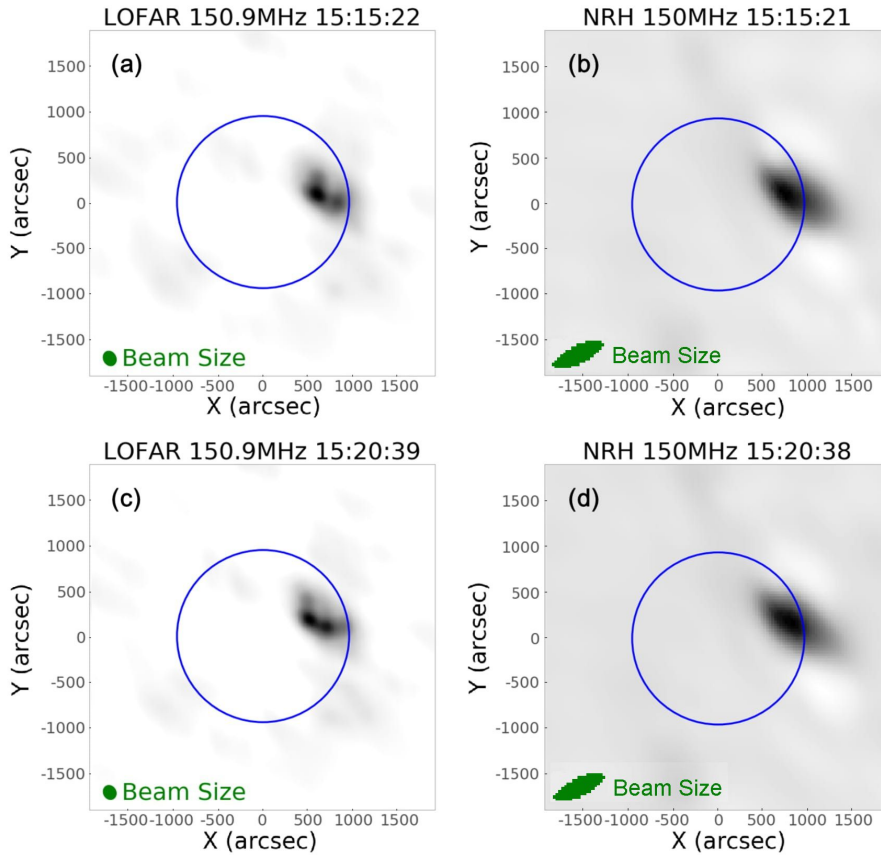 LOFAR 150.9MHz 15:15:22
(a)
1500
1000
500
0
-500
-1000
-1500
Y (arcsec)
Beam Size
-1500-1000 -500 0 500 1000 1500
X (arcsec)
NRH 150MHz 15:15:21
(b)
1500
1000
500
0
-500
-1000
-1500
Y (arcsec)
Beam Size
-1500-1000 -500 0 500 1000 1500
X (arcsec)
LOFAR 150.9MHz 15:20:39
(c)
1500
1000
500
0
-500
-1000
-1500
Y (arcsec)
Beam Size
-1500-1000 -500 0 500 1000 1500
X (arcsec)
NRH 150MHz 15:20:38
(d)
1500
1000
500
0
-500
-1000
-1500
Y (arcsec)
Beam Size
-1500-1000 -500 0 500 1000 1500
X (arcsec)